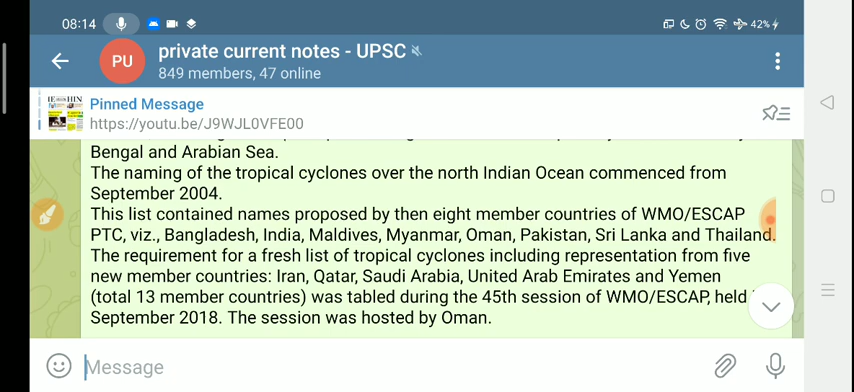 08:14
42%
PU
private current notes - UPSC
849 members, 47 online
Pinned Message
https://youtu.be/J9WJL0VFE00
Bengal and Arabian Sea.
The naming of the tropical cyclones over the north Indian Ocean commenced from
September 2004.
This list contained names proposed by then eight member countries of WMO/ESCAP
PTC, viz., Bangladesh, India, Maldives, Myanmar, Oman, Pakistan, Sri Lanka and Thailand.
The requirement for a fresh list of tropical cyclones including representation from five
new member countries: Iran, Qatar, Saudi Arabia, United Arab Emirates and Yemen
(total 13 member countries) was tabled during the 45th session of WMO/ESCAP, held
September 2018. The session was hosted by Oman.
Message